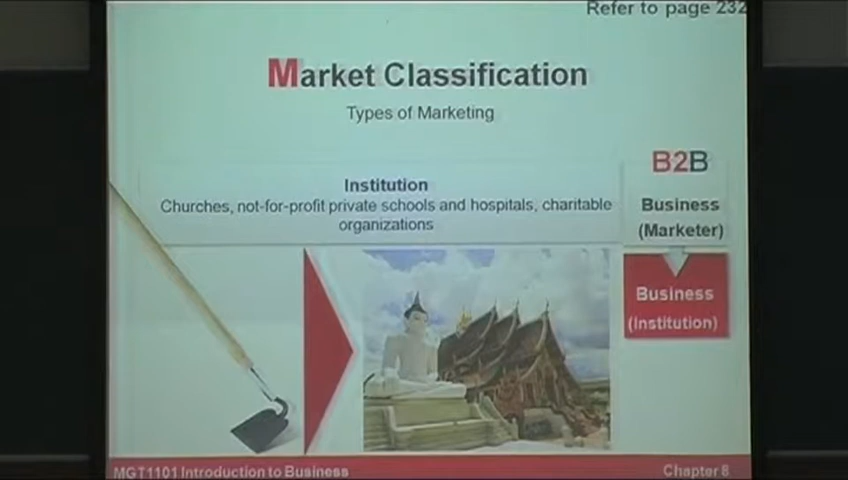 Refer to page 232
Market Classification
Types of Marketing
Institution
Churches, not-for-profit private schools and hospitals, charitable
organizations
B2B
Business
(Marketer)
Business
(Institution)
MGT1101 Introduction to Business
Chapter 8